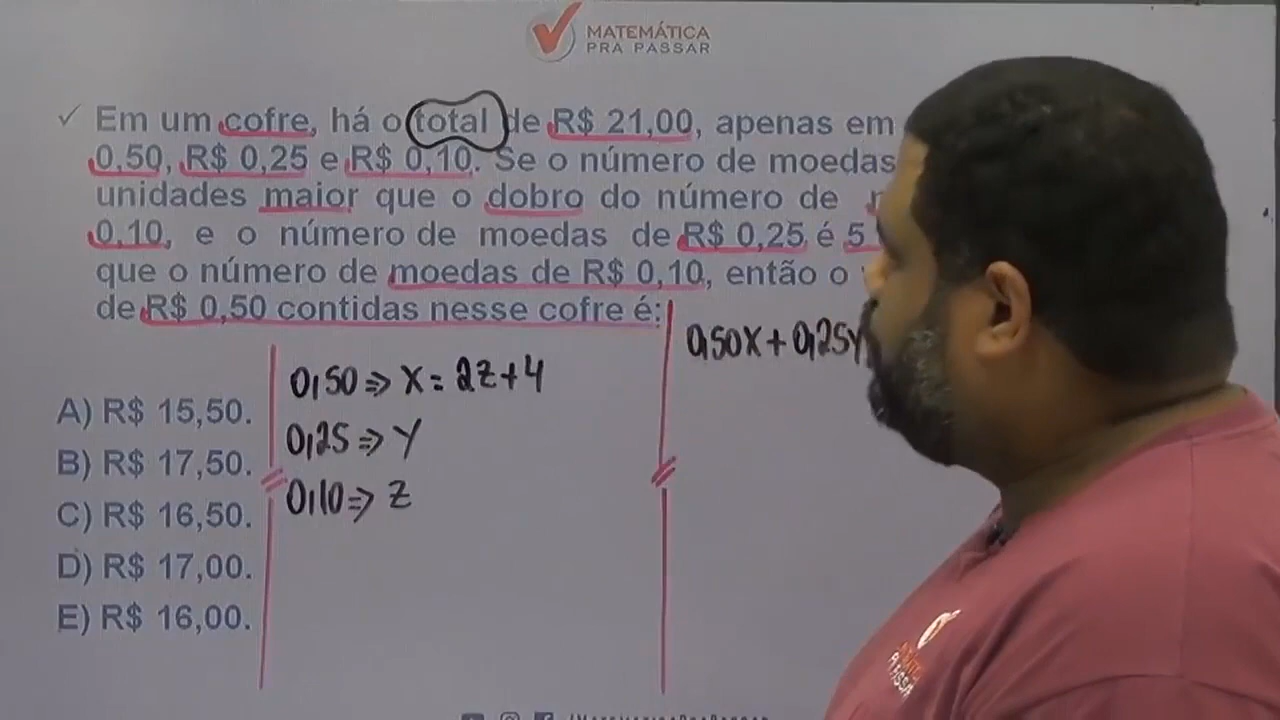 MATEMÁTICA
PRA PASSAR
✓ Em um cofre, há o total de R$ 21,00, apenas em
0,50, R$ 0,25 e R$ 0,10. Se o número de moedas
unidades maior que o dobro do número de
0,10, e o número de moedas de R$ 0,25 é 5
que o número de moedas de R$ 0,10, então o
de R$ 0,50 contidas nesse cofre é:
0,50X + 0,25Y
0,50 => X = 2Z+4
0,25 => Y
0,10 => Z
A) R$ 15,50.
B) R$ 17,50.
C) R$ 16,50.
D) R$ 17,00.
E) R$ 16,00.